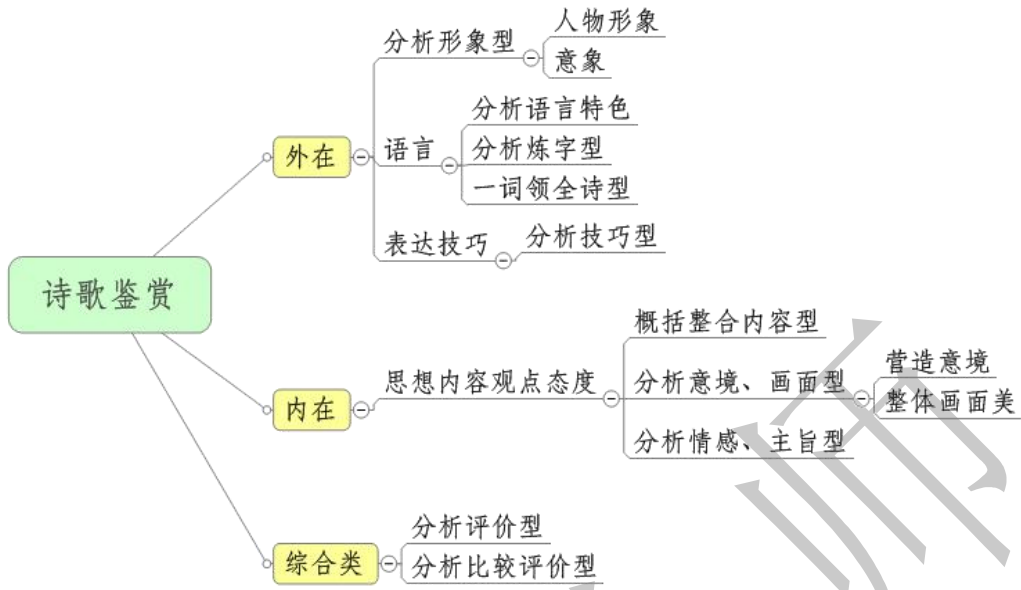 诗歌鉴赏
外在
分析形象型
人物形象
意象
语言
分析语言特色
分析炼字型
一词领全诗型
表达技巧
分析技巧型
内在
思想内容观点态度
概括整合内容型
分析意境、画面型
营造意境
整体画面美
分析情感、主旨型
综合类
分析评价型
分析比较评价型
师